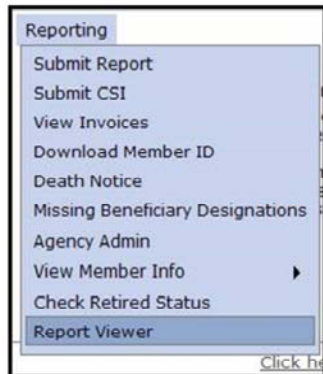 Reporting
Submit Report
Submit CSI
View Invoices
Download Member ID
Death Notice
Missing Beneficiary Designations
Agency Admin
View Member Info
Check Retired Status
Report Viewer
Click